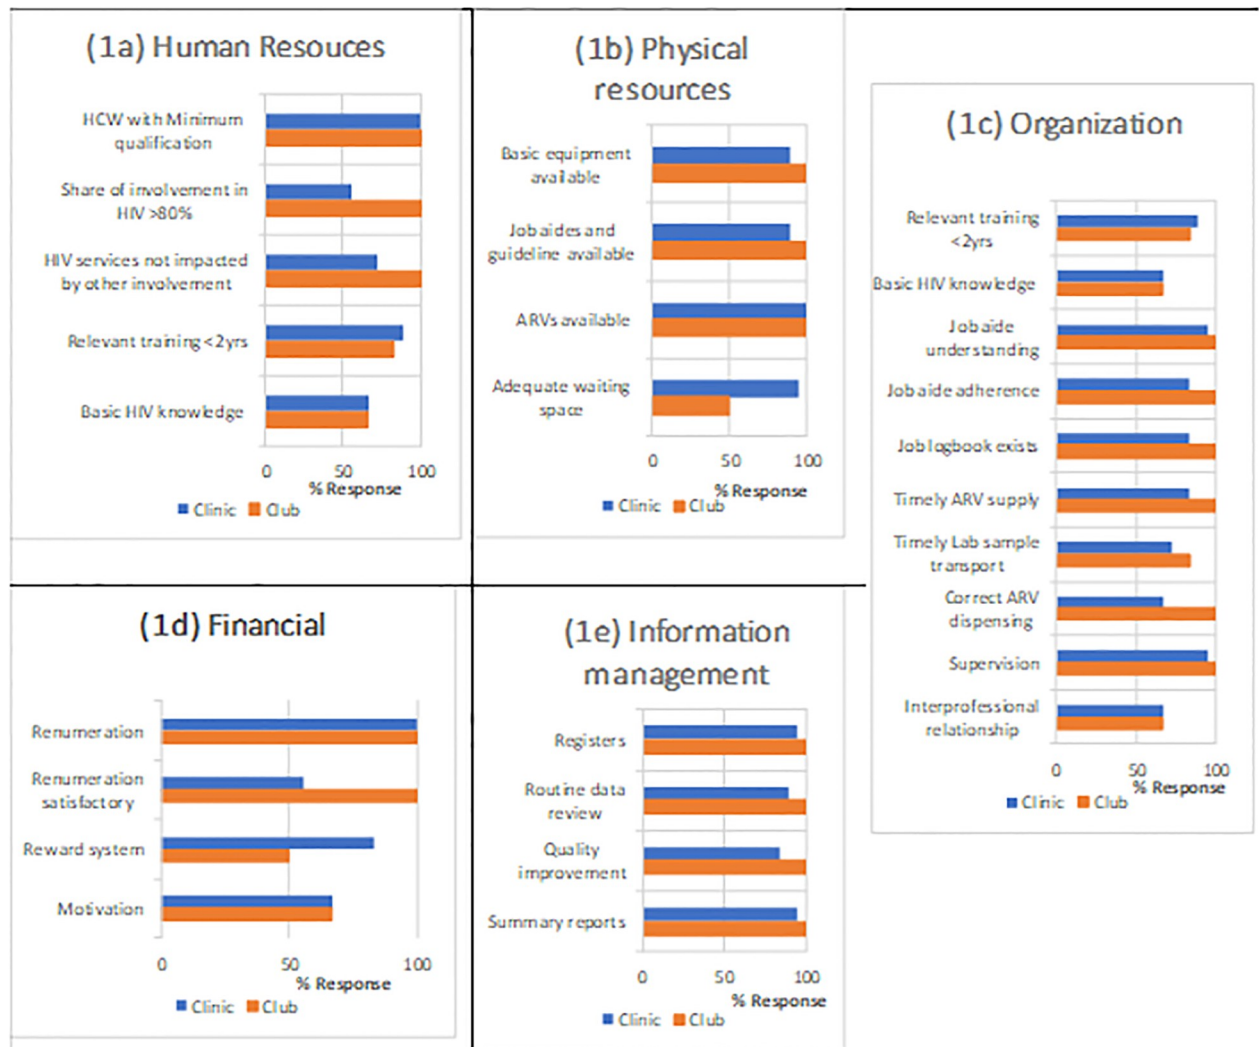 (1a) Human Resouces
HCW with Minimum
qualification
Share of involvement in
HIV >80%
HIV services not impacted
by other involvement
Relevant training <2yrs
Basic HIV knowledge
0 50 100
% Response
Clinic Club
(1b) Physical
resources
Basic equipment
available
Job aides and
guideline available
ARVs available
Adequate waiting
space
0 50 100
% Response
Clinic Club
(1c) Organization
Relevant training
<2yrs
Basic HIV knowledge
Job aide
understanding
Job aide adherence
Job logbook exists
Timely ARV supply
Timely Lab sample
transport
Correct ARV
dispensing
Supervision
Interprofessional
relationship
0 50 100
% Response
Clinic Club
(1d) Financial
Renumeration
Renumeration
satisfactory
Reward system
Motivation
0 50 100
% Response
Clinic Club
(1e) Information
management
Registers
Routine data
review
Quality
improvement
Summary reports
0 50 100
% Response
Clinic Club